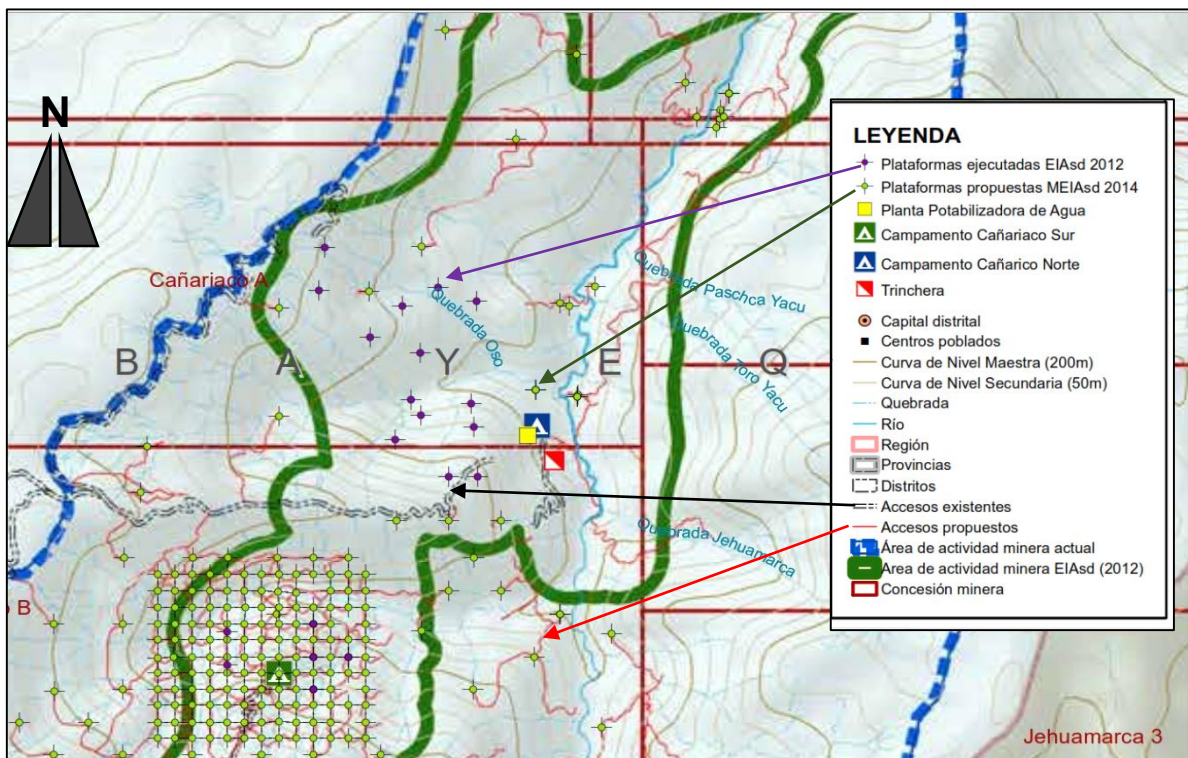 N
Cañariaco A
B A Y E Q
Quebrada Oso
Quebrada Paschca Yacu
Quebrada Toro Yacu
Quebrada Jehuamarca
o B
Jehuamarca 3
LEYENDA
Plataformas ejecutadas EIAsd 2012
Plataformas propuestas MEIAsd 2014
Planta Potabilizadora de Agua
Campamento Cañariaco Sur
Campamento Cañarico Norte
Trinchera
Capital distrital
Centros poblados
Curva de Nivel Maestra (200m)
Curva de Nivel Secundaria (50m)
Quebrada
Río
Región
Provincias
Distritos
Accesos existentes
Accesos propuestos
Área de actividad minera actual
Area de actividad minera EIAsd (2012)
Concesión minera